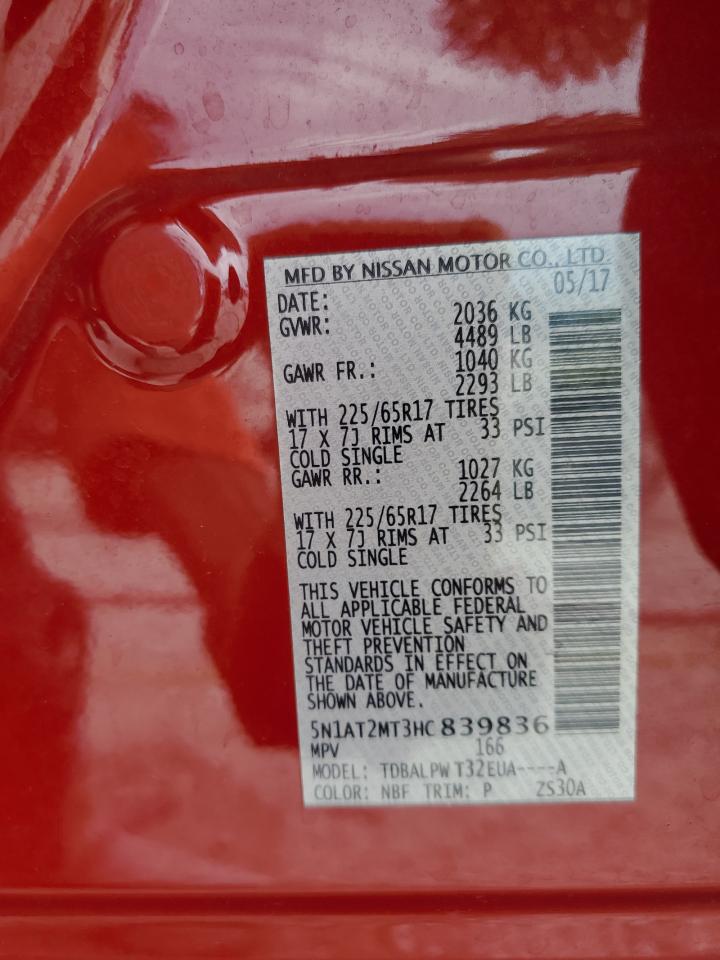 MFD BY NISSAN MOTOR CO., LTD.
DATE: 05/17
GVWR: 2036 KG
4489 LB
GAWR FR.: 1040 KG
2293 LB
WITH 225/65R17 TIRES
17 X 7J RIMS AT 33 PSI
COLD SINGLE
GAWR RR.: 1027 KG
2264 LB
WITH 225/65R17 TIRES
17 X 7J RIMS AT 33 PSI
COLD SINGLE
THIS VEHICLE CONFORMS TO
ALL APPLICABLE FEDERAL
MOTOR VEHICLE SAFETY AND
THEFT PREVENTION
STANDARDS IN EFFECT ON
THE DATE OF MANUFACTURE
SHOWN ABOVE.
5N1AT2MT3HC839836
MPV 166
MODEL: TDBALPW T32EUA----A
COLOR: NBF TRIM: P ZS30A